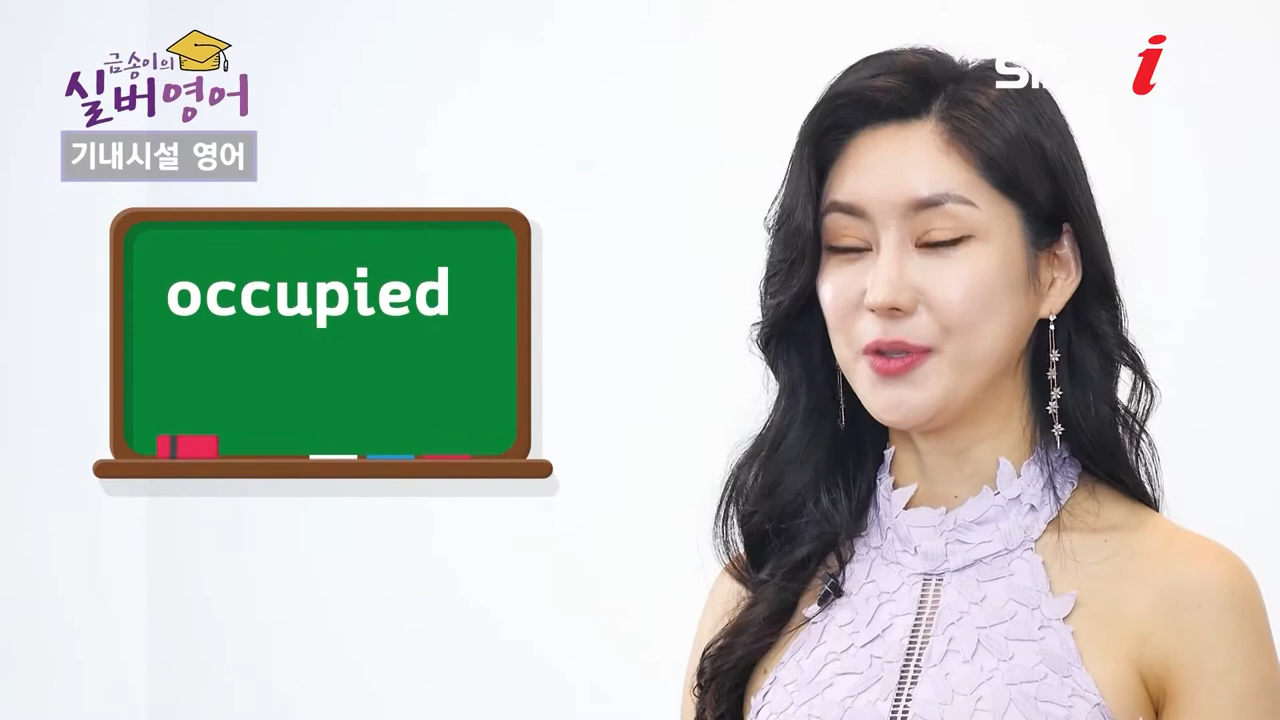 금송이의
실버영어
기내시설 영어
occupied
i